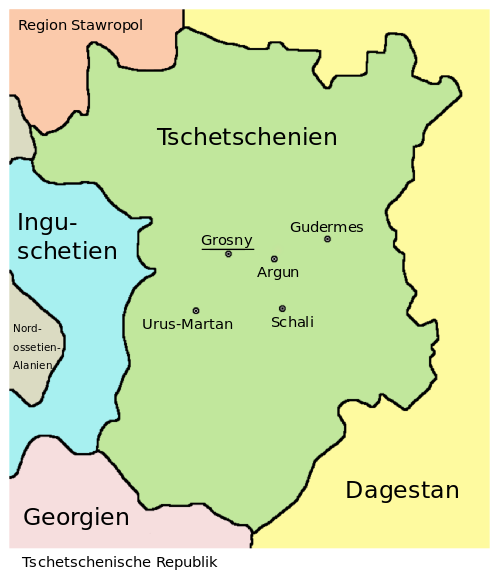 Region Stawropol
Tschetschenien
Ingu-
schetien
Gudermes
Grosny
Argun
Urus-Martan
Schali
Nord-
ossetien-
Alanien
Dagestan
Georgien
Tschetschenische Republik